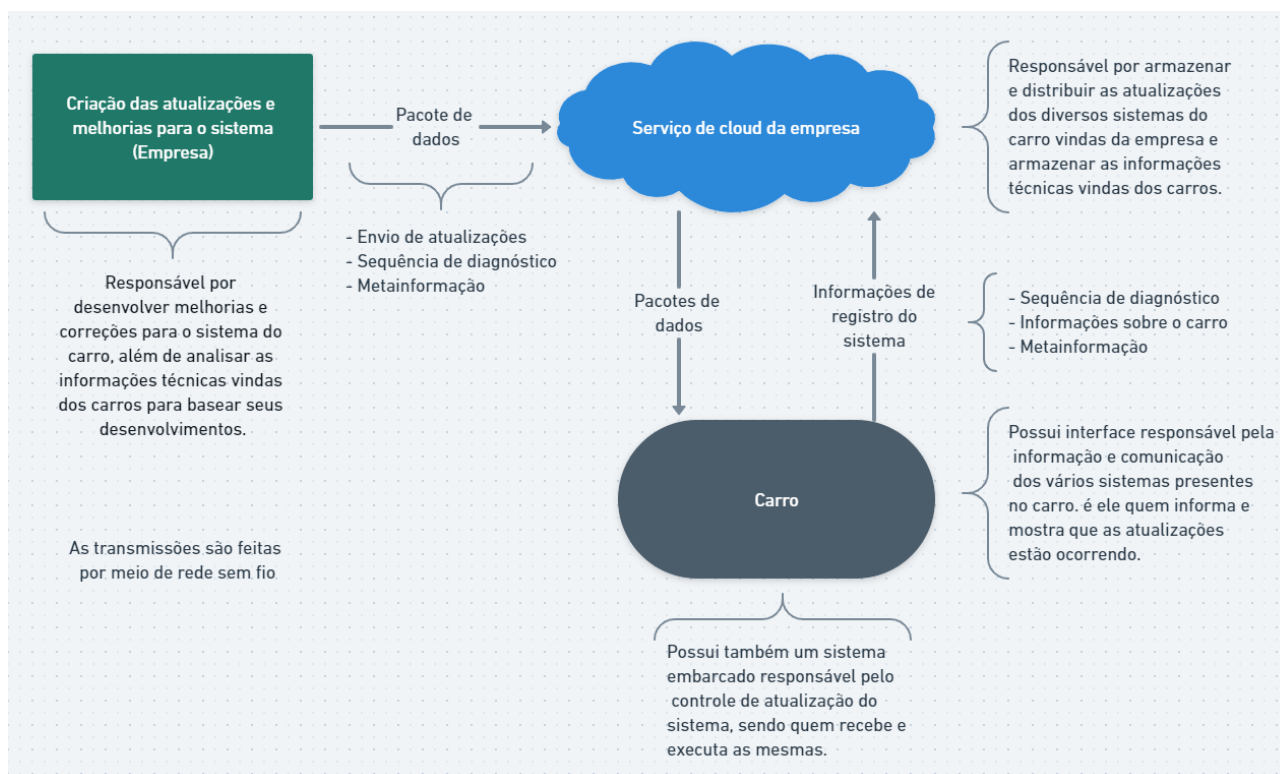 Criação das atualizações e
melhorias para o sistema
(Empresa)
Pacote de
dados
Serviço de cloud da empresa
Responsável por armazenar
e distribuir as atualizações
dos diversos sistemas do
carro vindas da empresa e
armazenar as informações
técnicas vindas dos carros.
- Envio de atualizações
- Sequência de diagnóstico
- Metainformação
Responsável por
desenvolver melhorias e
correções para o sistema do
carro, além de analisar as
informações técnicas vindas
dos carros para basear seus
desenvolvimentos.
Pacotes de
dados
Informações de
registro do
sistema
- Sequência de diagnóstico
- Informações sobre o carro
- Metainformação
Carro
Possui interface responsável pela
informação e comunicação
dos vários sistemas presentes
no carro. é ele quem informa e
mostra que as atualizações
estão ocorrendo.
As transmissões são feitas
por meio de rede sem fio
Possui também um sistema
embarcado responsável pelo
controle de atualização do
sistema, sendo quem recebe e
executa as mesmas.